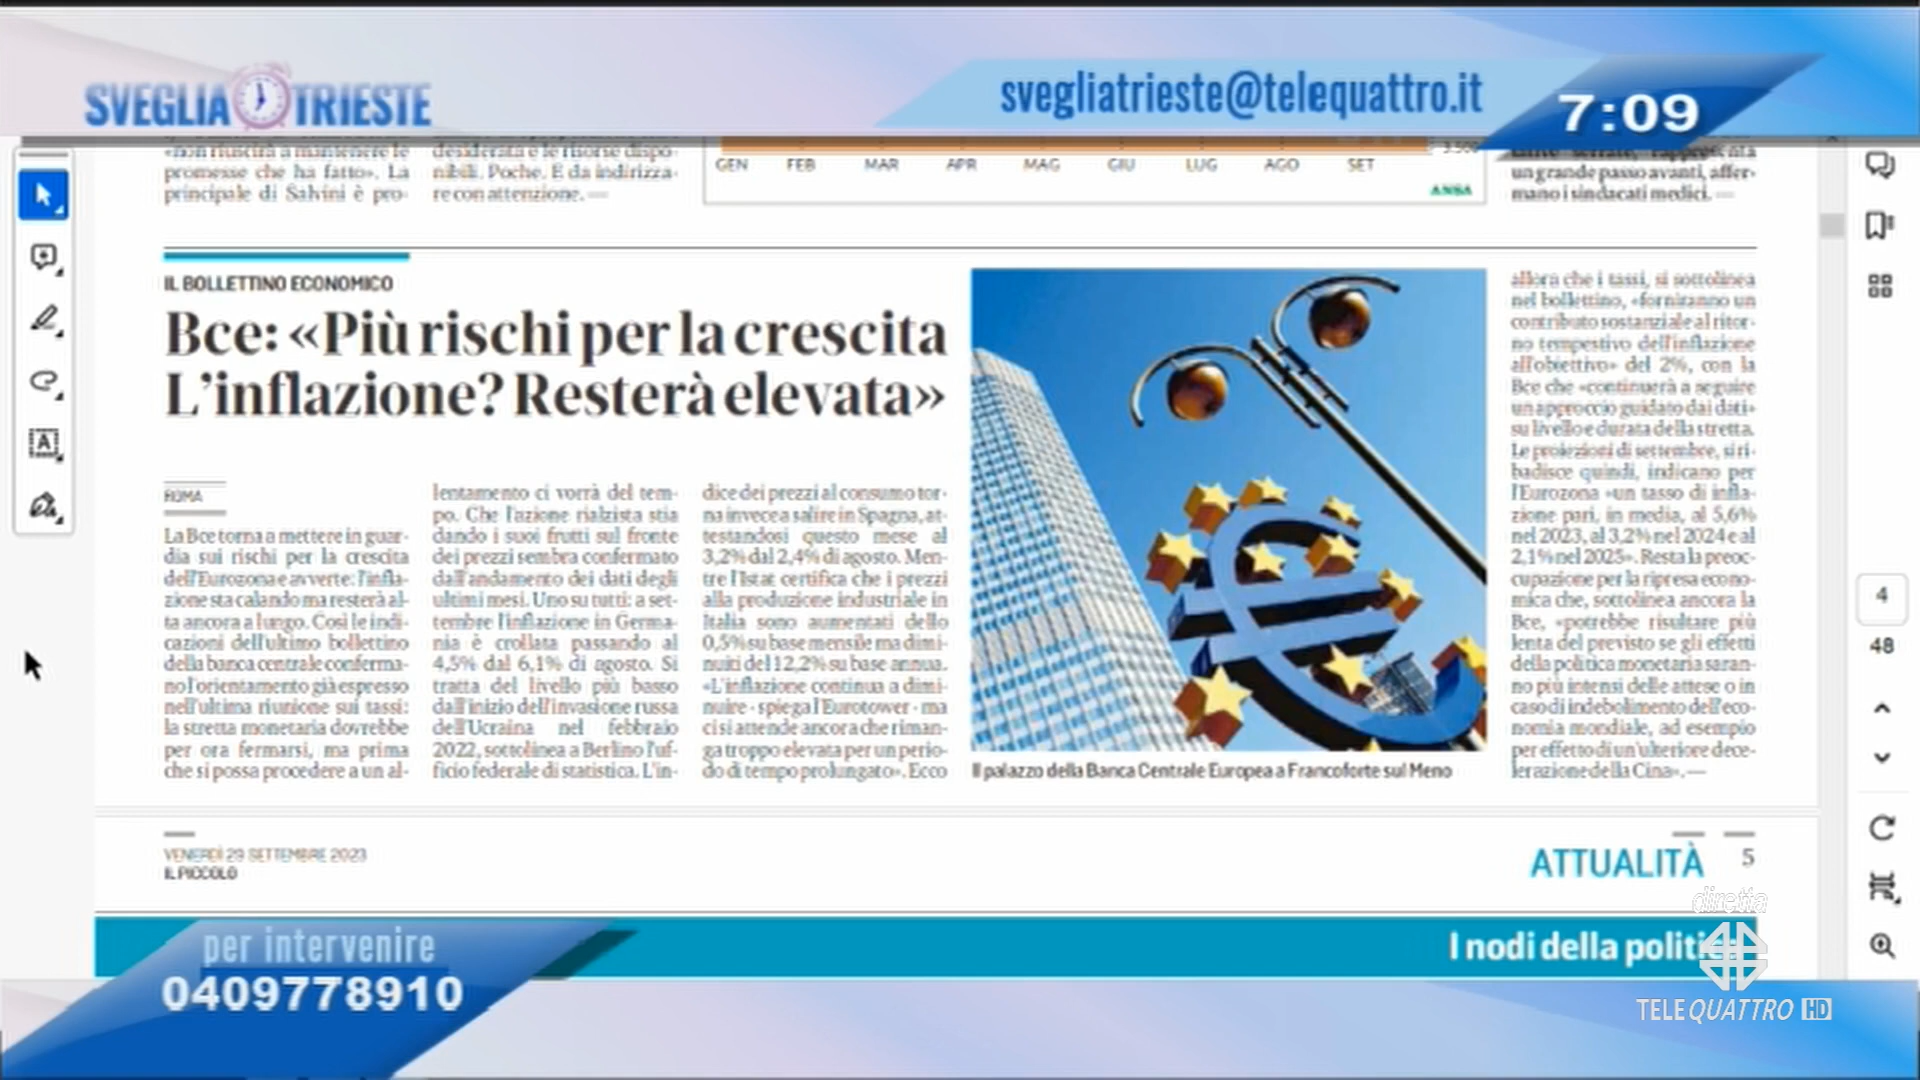 SVEGLIA TRIESTE
svegliatrieste@telequattro.it
7:09
«non riuscirà a mantenere le
promesse che ha fatto». La
principale di Salvini è pro-
desiderata e le risorse dispo-
nibili. Poche. E da indirizza-
re con attenzione. —
3.500
GEN FEB MAR APR MAG GIU LUG AGO SET
ANSA
un grande passo avanti, affer-
mano i sindacati medici. —
IL BOLLETTINO ECONOMICO
Bce: «Più rischi per la crescita
L'inflazione? Resterà elevata»
ROMA
La Bce torna a mettere in guar-
dia sui rischi per la crescita
dell'Eurozona e avverte: l'infla-
zione sta calando ma resterà al-
ta ancora a lungo. Così le indi-
cazioni dell'ultimo bollettino
della banca centrale conferma-
no l'orientamento già espresso
nell'ultima riunione sui tassi:
la stretta monetaria dovrebbe
per ora fermarsi, ma prima
che si possa procedere a un al-
lentamento ci vorrà del tem-
po. Che l'azione rialzista stia
dando i suoi frutti sul fronte
dei prezzi sembra confermato
dall'andamento dei dati degli
ultimi mesi. Uno su tutti: a set-
tembre l'inflazione in Germa-
nia è crollata passando al
4,5% dal 6,1% di agosto. Si
tratta del livello più basso
dall'inizio dell'invasione russa
dell'Ucraina nel febbraio
2022, sottolinea a Berlino l'uf-
ficio federale di statistica. L'in-
dice dei prezzi al consumo tor-
na invece a salire in Spagna, at-
testandosi questo mese al
3,2% dal 2,4% di agosto. Men-
tre l'Istat certifica che i prezzi
alla produzione industriale in
Italia sono aumentati dello
0,5% su base mensile ma dimi-
nuiti del 12,2% su base annua.
«L'inflazione continua a dimi-
nuire - spiega l'Eurotower - ma
ci si attende ancora che riman-
ga troppo elevata per un perio-
do di tempo prolungato». Ecco
Il palazzo della Banca Centrale Europea a Francoforte sul Meno
allora che i tassi, si sottolinea
nel bollettino, «forniranno un
contributo sostanziale al ritor-
no tempestivo dell'inflazione
all'obiettivo» del 2%, con la
Bce che «continuerà a seguire
un approccio guidato dai dati»
su livello e durata della stretta.
Le proiezioni di settembre, si ri-
badisce quindi, indicano per
l'Eurozona «un tasso di infla-
zione pari, in media, al 5,6%
nel 2023, al 3,2% nel 2024 e al
2,1% nel 2025». Resta la preoc-
cupazione per la ripresa econo-
mica che, sottolinea ancora la
Bce, «potrebbe risultare più
lenta del previsto se gli effetti
della politica monetaria saran-
no più intensi delle attese o in
caso di indebolimento dell'eco-
nomia mondiale, ad esempio
per effetto di un'ulteriore dece-
lerazione della Cina». —
4
48
VENERDÌ 29 SETTEMBRE 2023
IL PICCOLO
ATTUALITÀ 5
I nodi della politi
diretta
TELEQUATTRO HD
per intervenire
0409778910